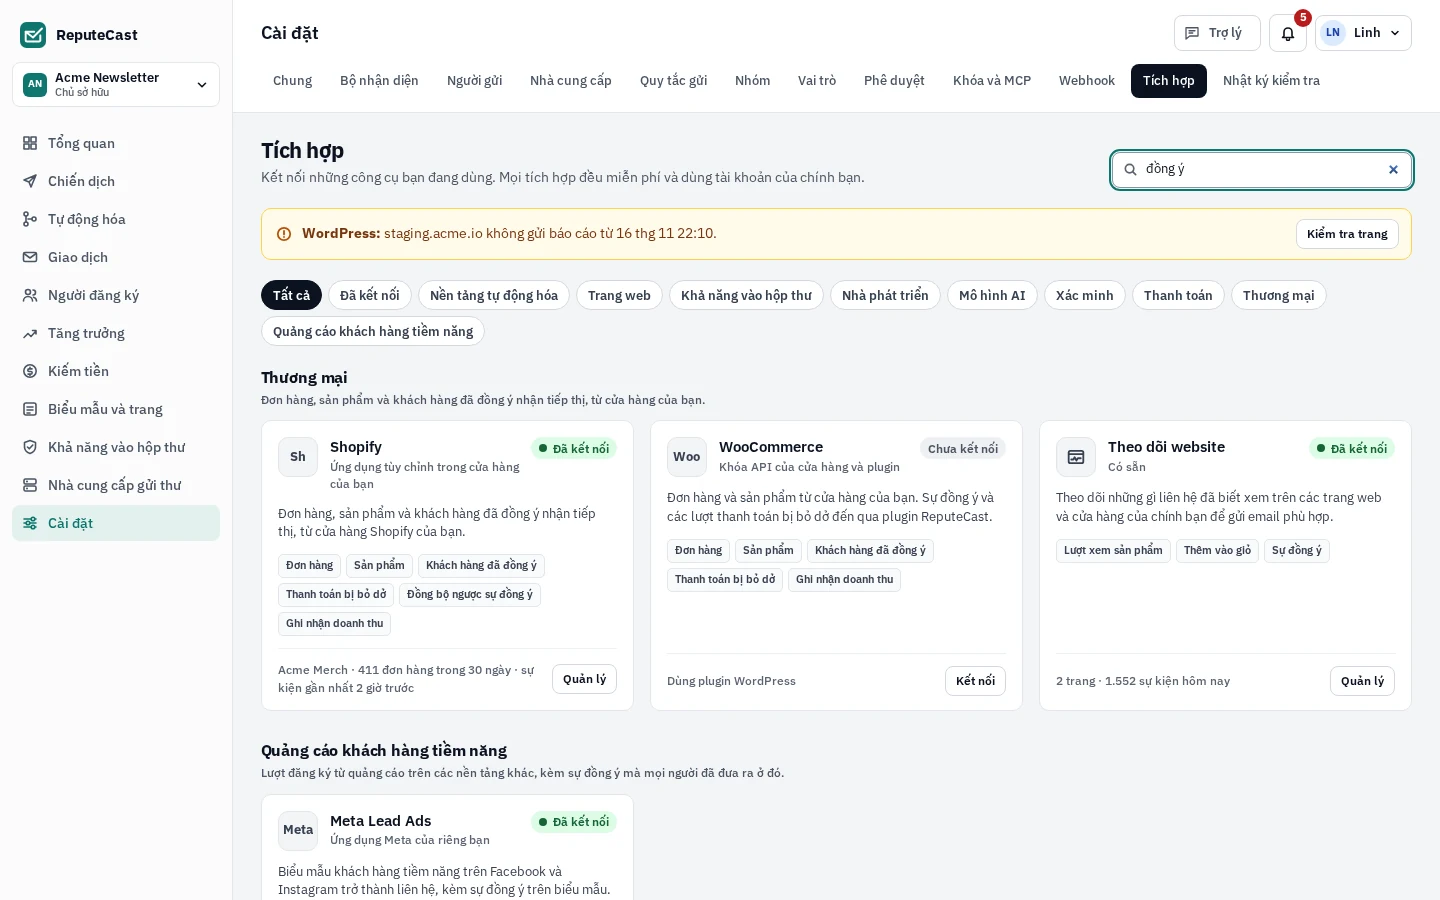 ReputeCast
AN
Acme Newsletter
Chủ sở hữu
Tổng quan
Chiến dịch
Tự động hóa
Giao dịch
Người đăng ký
Tăng trưởng
Kiếm tiền
Biểu mẫu và trang
Khả năng vào hộp thư
Nhà cung cấp gửi thư
Cài đặt
Cài đặt
Trợ lý
5
LN
Linh
Chung
Bộ nhận diện
Người gửi
Nhà cung cấp
Quy tắc gửi
Nhóm
Vai trò
Phê duyệt
Khóa và MCP
Webhook
Tích hợp
Nhật ký kiểm tra
Tích hợp
Kết nối những công cụ bạn đang dùng. Mọi tích hợp đều miễn phí và dùng tài khoản của chính bạn.
đồng ý
WordPress: staging.acme.io không gửi báo cáo từ 16 thg 11 22:10.
Kiểm tra trang
Tất cả
Đã kết nối
Nền tảng tự động hóa
Trang web
Khả năng vào hộp thư
Nhà phát triển
Mô hình AI
Xác minh
Thanh toán
Thương mại
Quảng cáo khách hàng tiềm năng
Thương mại
Đơn hàng, sản phẩm và khách hàng đã đồng ý nhận tiếp thị, từ cửa hàng của bạn.
Sh
Shopify
Đã kết nối
Ứng dụng tùy chỉnh trong cửa hàng
của bạn
Đơn hàng, sản phẩm và khách hàng đã đồng ý nhận tiếp
thị, từ cửa hàng Shopify của bạn.
Đơn hàng
Sản phẩm
Khách hàng đã đồng ý
Thanh toán bị bỏ dở
Đồng bộ ngược sự đồng ý
Ghi nhận doanh thu
Acme Merch · 411 đơn hàng trong 30 ngày · sự
kiện gần nhất 2 giờ trước
Quản lý
Woo
WooCommerce
Chưa kết nối
Khóa API của cửa hàng và plugin
Đơn hàng và sản phẩm từ cửa hàng của bạn. Sự đồng ý và
các lượt thanh toán bị bỏ dở đến qua plugin ReputeCast.
Đơn hàng
Sản phẩm
Khách hàng đã đồng ý
Thanh toán bị bỏ dở
Ghi nhận doanh thu
Dùng plugin WordPress
Kết nối
Theo dõi website
Đã kết nối
Có sẵn
Theo dõi những gì liên hệ đã biết xem trên các trang web
và cửa hàng của chính bạn để gửi email phù hợp.
Lượt xem sản phẩm
Thêm vào giỏ
Sự đồng ý
2 trang · 1.552 sự kiện hôm nay
Quản lý
Quảng cáo khách hàng tiềm năng
Lượt đăng ký từ quảng cáo trên các nền tảng khác, kèm sự đồng ý mà mọi người đã đưa ra ở đó.
Meta
Meta Lead Ads
Đã kết nối
Ứng dụng Meta của riêng bạn
Biểu mẫu khách hàng tiềm năng trên Facebook và
Instagram trở thành liên hệ, kèm sự đồng ý trên biểu mẫu.